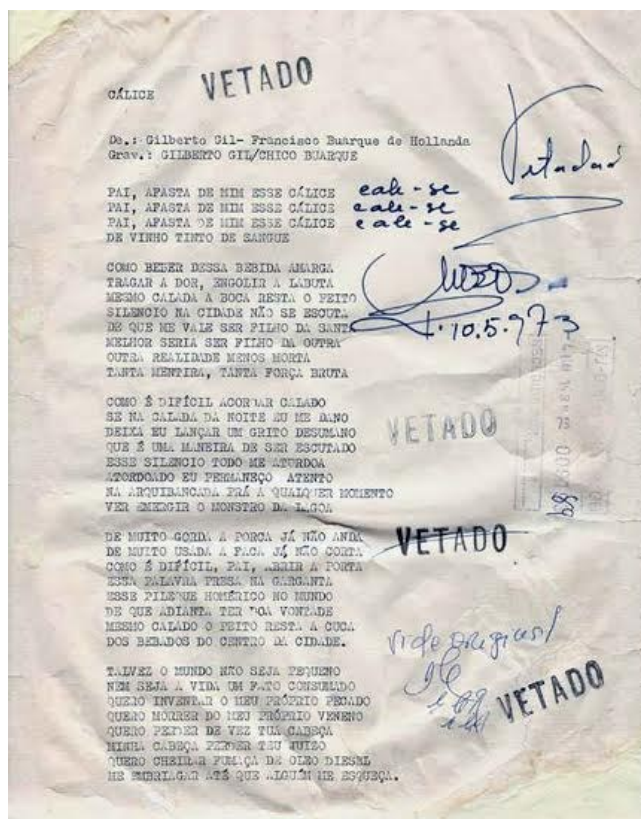 CÁLICE
VETADO
De.: Gilberto Gil- Francisco Buarque de Hollanda
Grav.: GILBERTO GIL/CHICO BUARQUE
PAI, AFASTA DE MIM ESSE CÁLICE cale-se
PAI, AFASTA DE MIM ESSE CÁLICE cale-se
PAI, AFASTA DE MIM ESSE CÁLICE cale-se
DE VINHO TINTO DE SANGUE
COMO BEBER DESSA BEBIDA AMARGA
TRAGAR A DOR, ENGOLIR A LABUTA
MESMO CALADA A BOCA RESTA O PEITO
SILENCIO NA CIDADE NÃO SE ESCUTA
DE QUE ME VALE SER FILHO DA SANTA
MELHOR SERIA SER FILHO DA OUTRA
OUTRA REALIDADE MENOS MORTA
TANTA MENTIRA, TANTA FORÇA BRUTA
10.5.973
COMO É DIFÍCIL ACORDAR CALADO
SE NA CALADA DA NOITE EU ME DANO
DEIXA EU LANÇAR UM GRITO DESUMANO
QUE É UMA MANEIRA DE SER ESCUTADO
ESSE SILENCIO TODO ME ATORDOA
ATORDOADO EU PERMANEÇO ATENTO
NA ARQUIBANCADA PRÁ A QUALQUER MOMENTO
VER EMERGIR O MONSTRO DA LAGOA
VETADO
DE MUITO GORDA A PORCA JÁ NÃO ANDA
DE MUITO USADA A FACA JÁ NÃO CORTA
COMO É DIFÍCIL, PAI, ABRIR A PORTA
ESSA PALAVRA PRESA NA GARGANTA
ESSE PILEQUE HOMÉRICO NO MUNDO
DE QUE ADIANTA TER BOA VONTADE
MESMO CALADO O PEITO RESTA A CUCA
DOS BEBADOS DO CENTRO DA CIDADE.
VETADO
TALVEZ O MUNDO NÃO SEJA PEQUENO
NEM SEJA A VIDA UM FATO CONSUMADO
QUERO INVENTAR O MEU PRÓPRIO PECADO
QUERO MORRER DO MEU PRÓPRIO VENENO
QUERO PERDER DE VEZ TUA CABEÇA
MINHA CABEÇA PERDER TEU JUIZO
QUERO CHEIRAR FUMAÇA DE OLEO DIESEL
ME EMBRIAGAR ATÉ QUE ALGUÉM ME ESQUEÇA.
vide original
VETADO